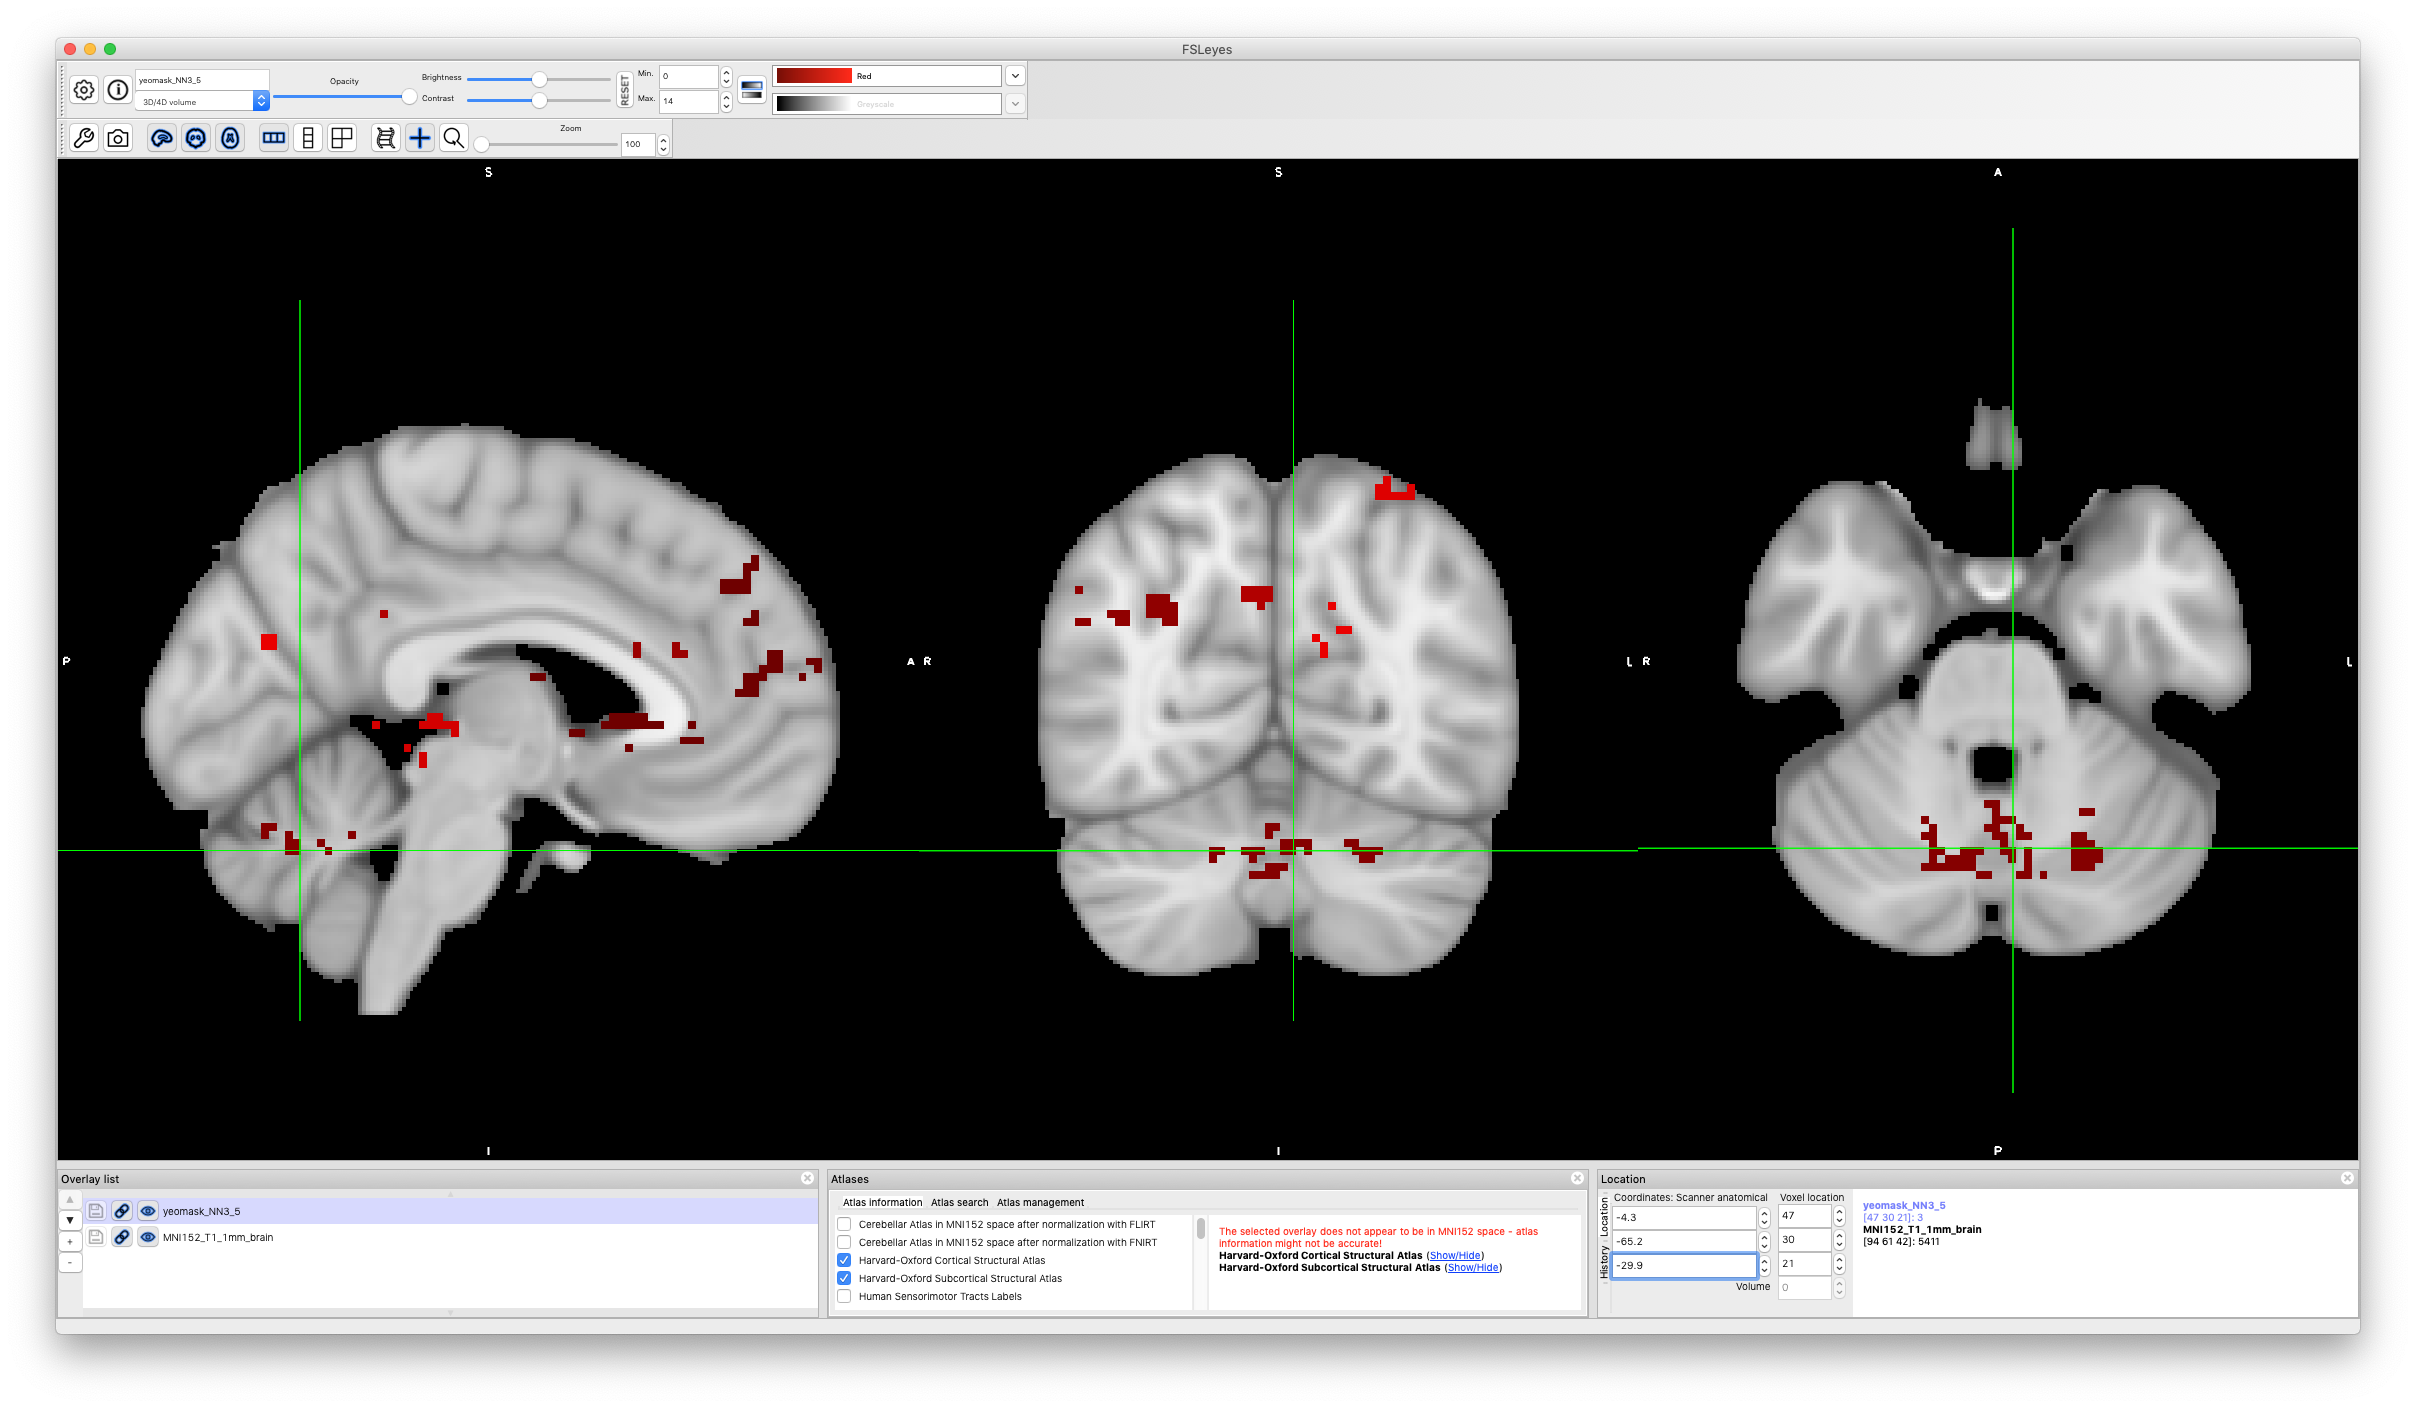 FSLeyes
yeomask_NN3_5
3D/4D volume
Opacity
Brightness
Contrast
RESET
Min.
0
Max.
14
Red
Greyscale
Zoom
100
S
S
A
P
A R
L R
L
I
I
P
Overlay list
yeomask_NN3_5
MNI152_T1_1mm_brain
+
-
Atlases
Atlas information Atlas search Atlas management
Cerebellar Atlas in MNI152 space after normalization with FLIRT
Cerebellar Atlas in MNI152 space after normalization with FNIRT
Harvard-Oxford Cortical Structural Atlas
Harvard-Oxford Subcortical Structural Atlas
Human Sensorimotor Tracts Labels
The selected overlay does not appear to be in MNI152 space - atlas
information might not be accurate!
Harvard-Oxford Cortical Structural Atlas (Show/Hide)
Harvard-Oxford Subcortical Structural Atlas (Show/Hide)
Location
Location
History
Coordinates: Scanner anatomical Voxel location
-4.3 47
-65.2 30
-29.9 21
Volume 0
yeomask_NN3_5
[47 30 21]: 3
MNI152_T1_1mm_brain
[94 61 42]: 5411